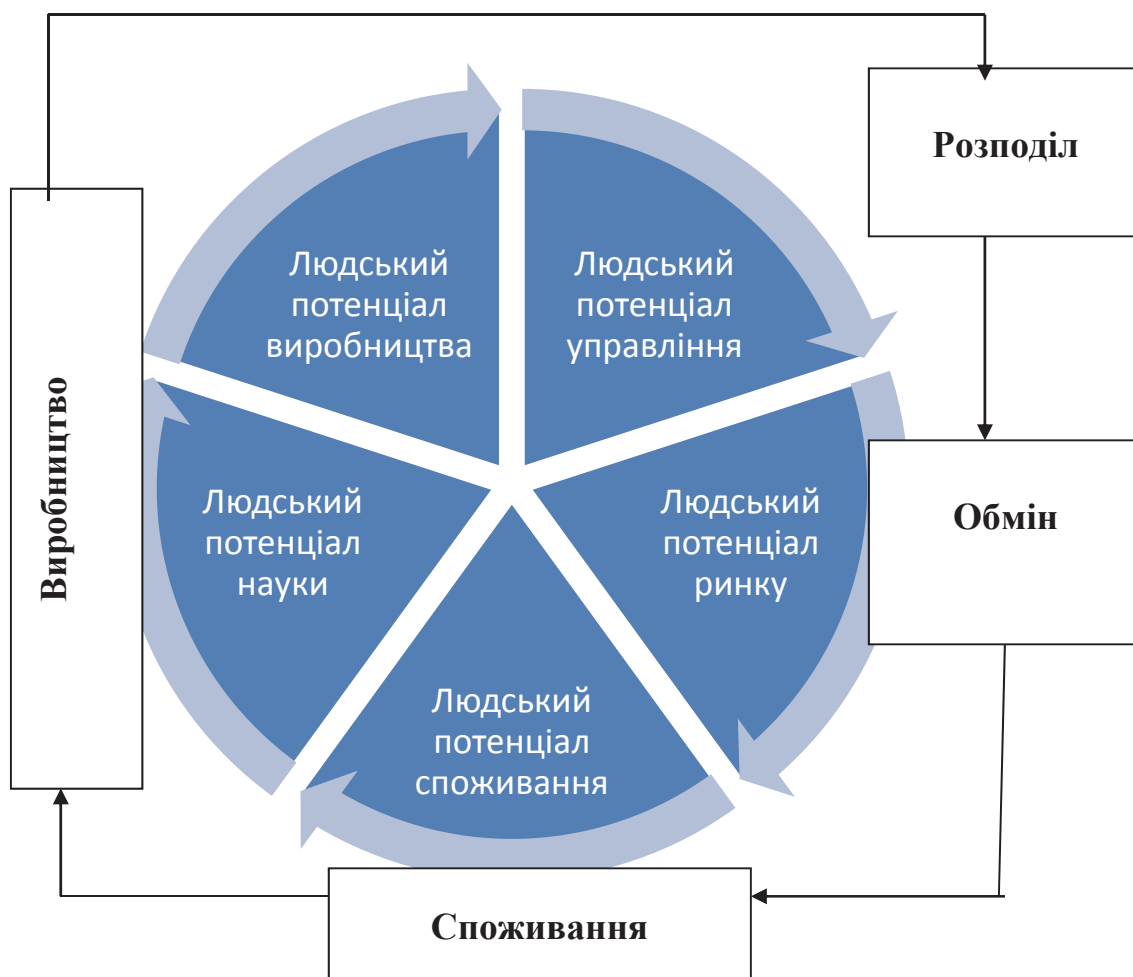 Розподіл
Людський
потенціал
виробництва
Людський
потенціал
управління
Виробництво
Людський
потенціал
науки
Людський
потенціал
ринку
Обмін
Людський
потенціал
споживання
Споживання